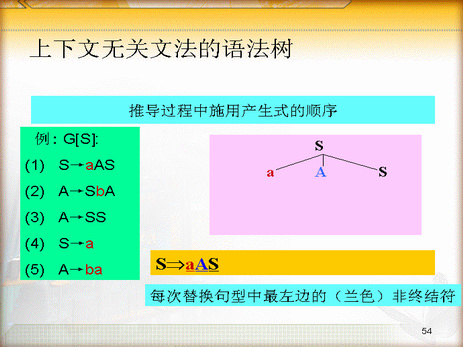 上下文无关文法的语法树
推导过程中施用产生式的顺序
例：G[S]:
(1) S→aAS
(2) A→SbA
(3) A→SS
(4) S→a
(5) A→ba
S
a A S
S⇒aAS
每次替换句型中最左边的（兰色）非终结符
54